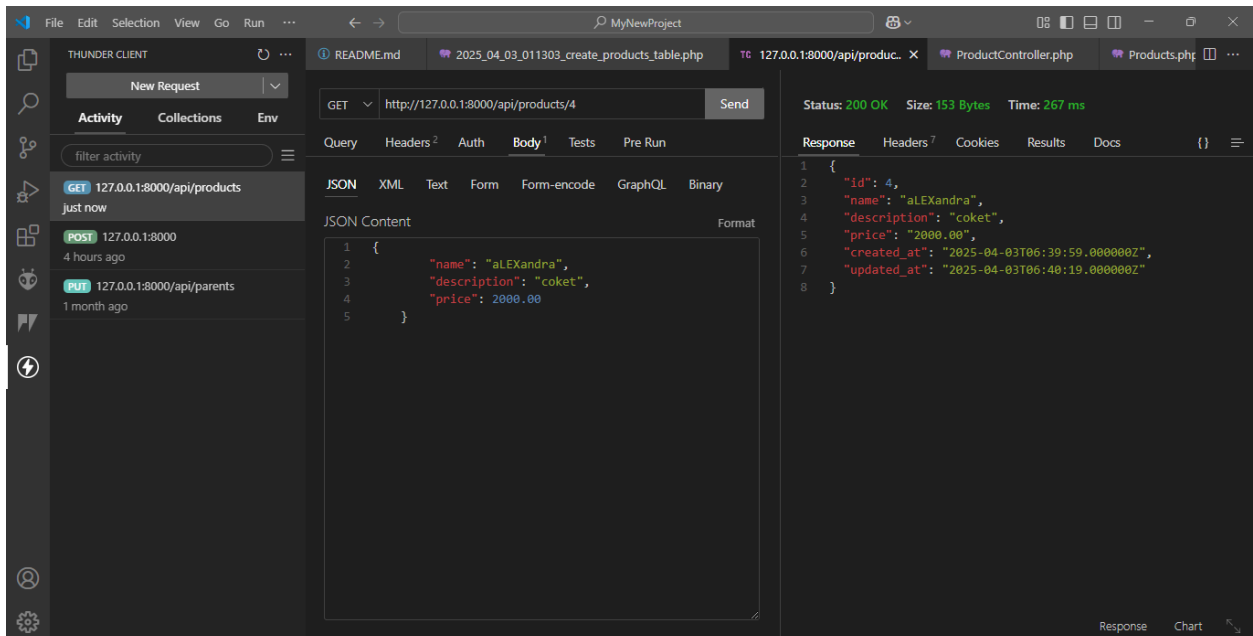 File Edit Selection View Go Run ··· ← → MyNewProject
THUNDER CLIENT ···
README.md 2025_04_03_011303_create_products_table.php TC 127.0.0.1:8000/api/produc.. × ProductController.php Products.php ···
New Request
Activity Collections Env
filter activity
GET 127.0.0.1:8000/api/products
just now
POST 127.0.0.1:8000
4 hours ago
PUT 127.0.0.1:8000/api/parents
1 month ago
GET http://127.0.0.1:8000/api/products/4 Send
Query Headers 2 Auth Body 1 Tests Pre Run
JSON XML Text Form Form-encode GraphQL Binary
JSON Content Format
1 {
2 "name": "aLEXandra",
3 "description": "coket",
4 "price": 2000.00
5 }
Status: 200 OK Size: 153 Bytes Time: 267 ms
Response Headers 7 Cookies Results Docs {}
1 {
2 "id": 4,
3 "name": "aLEXandra",
4 "description": "coket",
5 "price": "2000.00",
6 "created_at": "2025-04-03T06:39:59.000000Z",
7 "updated_at": "2025-04-03T06:40:19.000000Z"
8 }
Response Chart